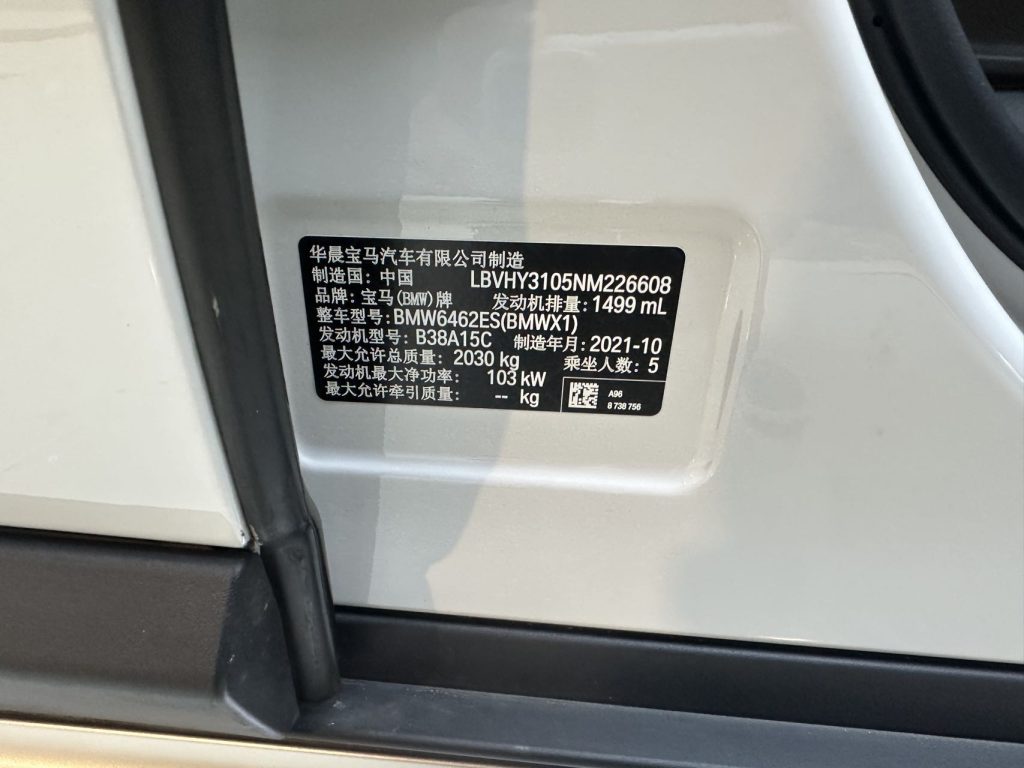 华晨宝马汽车有限公司制造
制造国: 中国 LBVHY3105NM226608
品牌: 宝马(BMW)牌 发动机排量: 1499 mL
整车型号: BMW6462ES(BMWX1)
发动机型号: B38A15C 制造年月: 2021-10
最大允许总质量: 2030 kg 乘坐人数: 5
发动机最大净功率: 103 kW
最大允许牵引质量: -- kg
A96
8 738 756